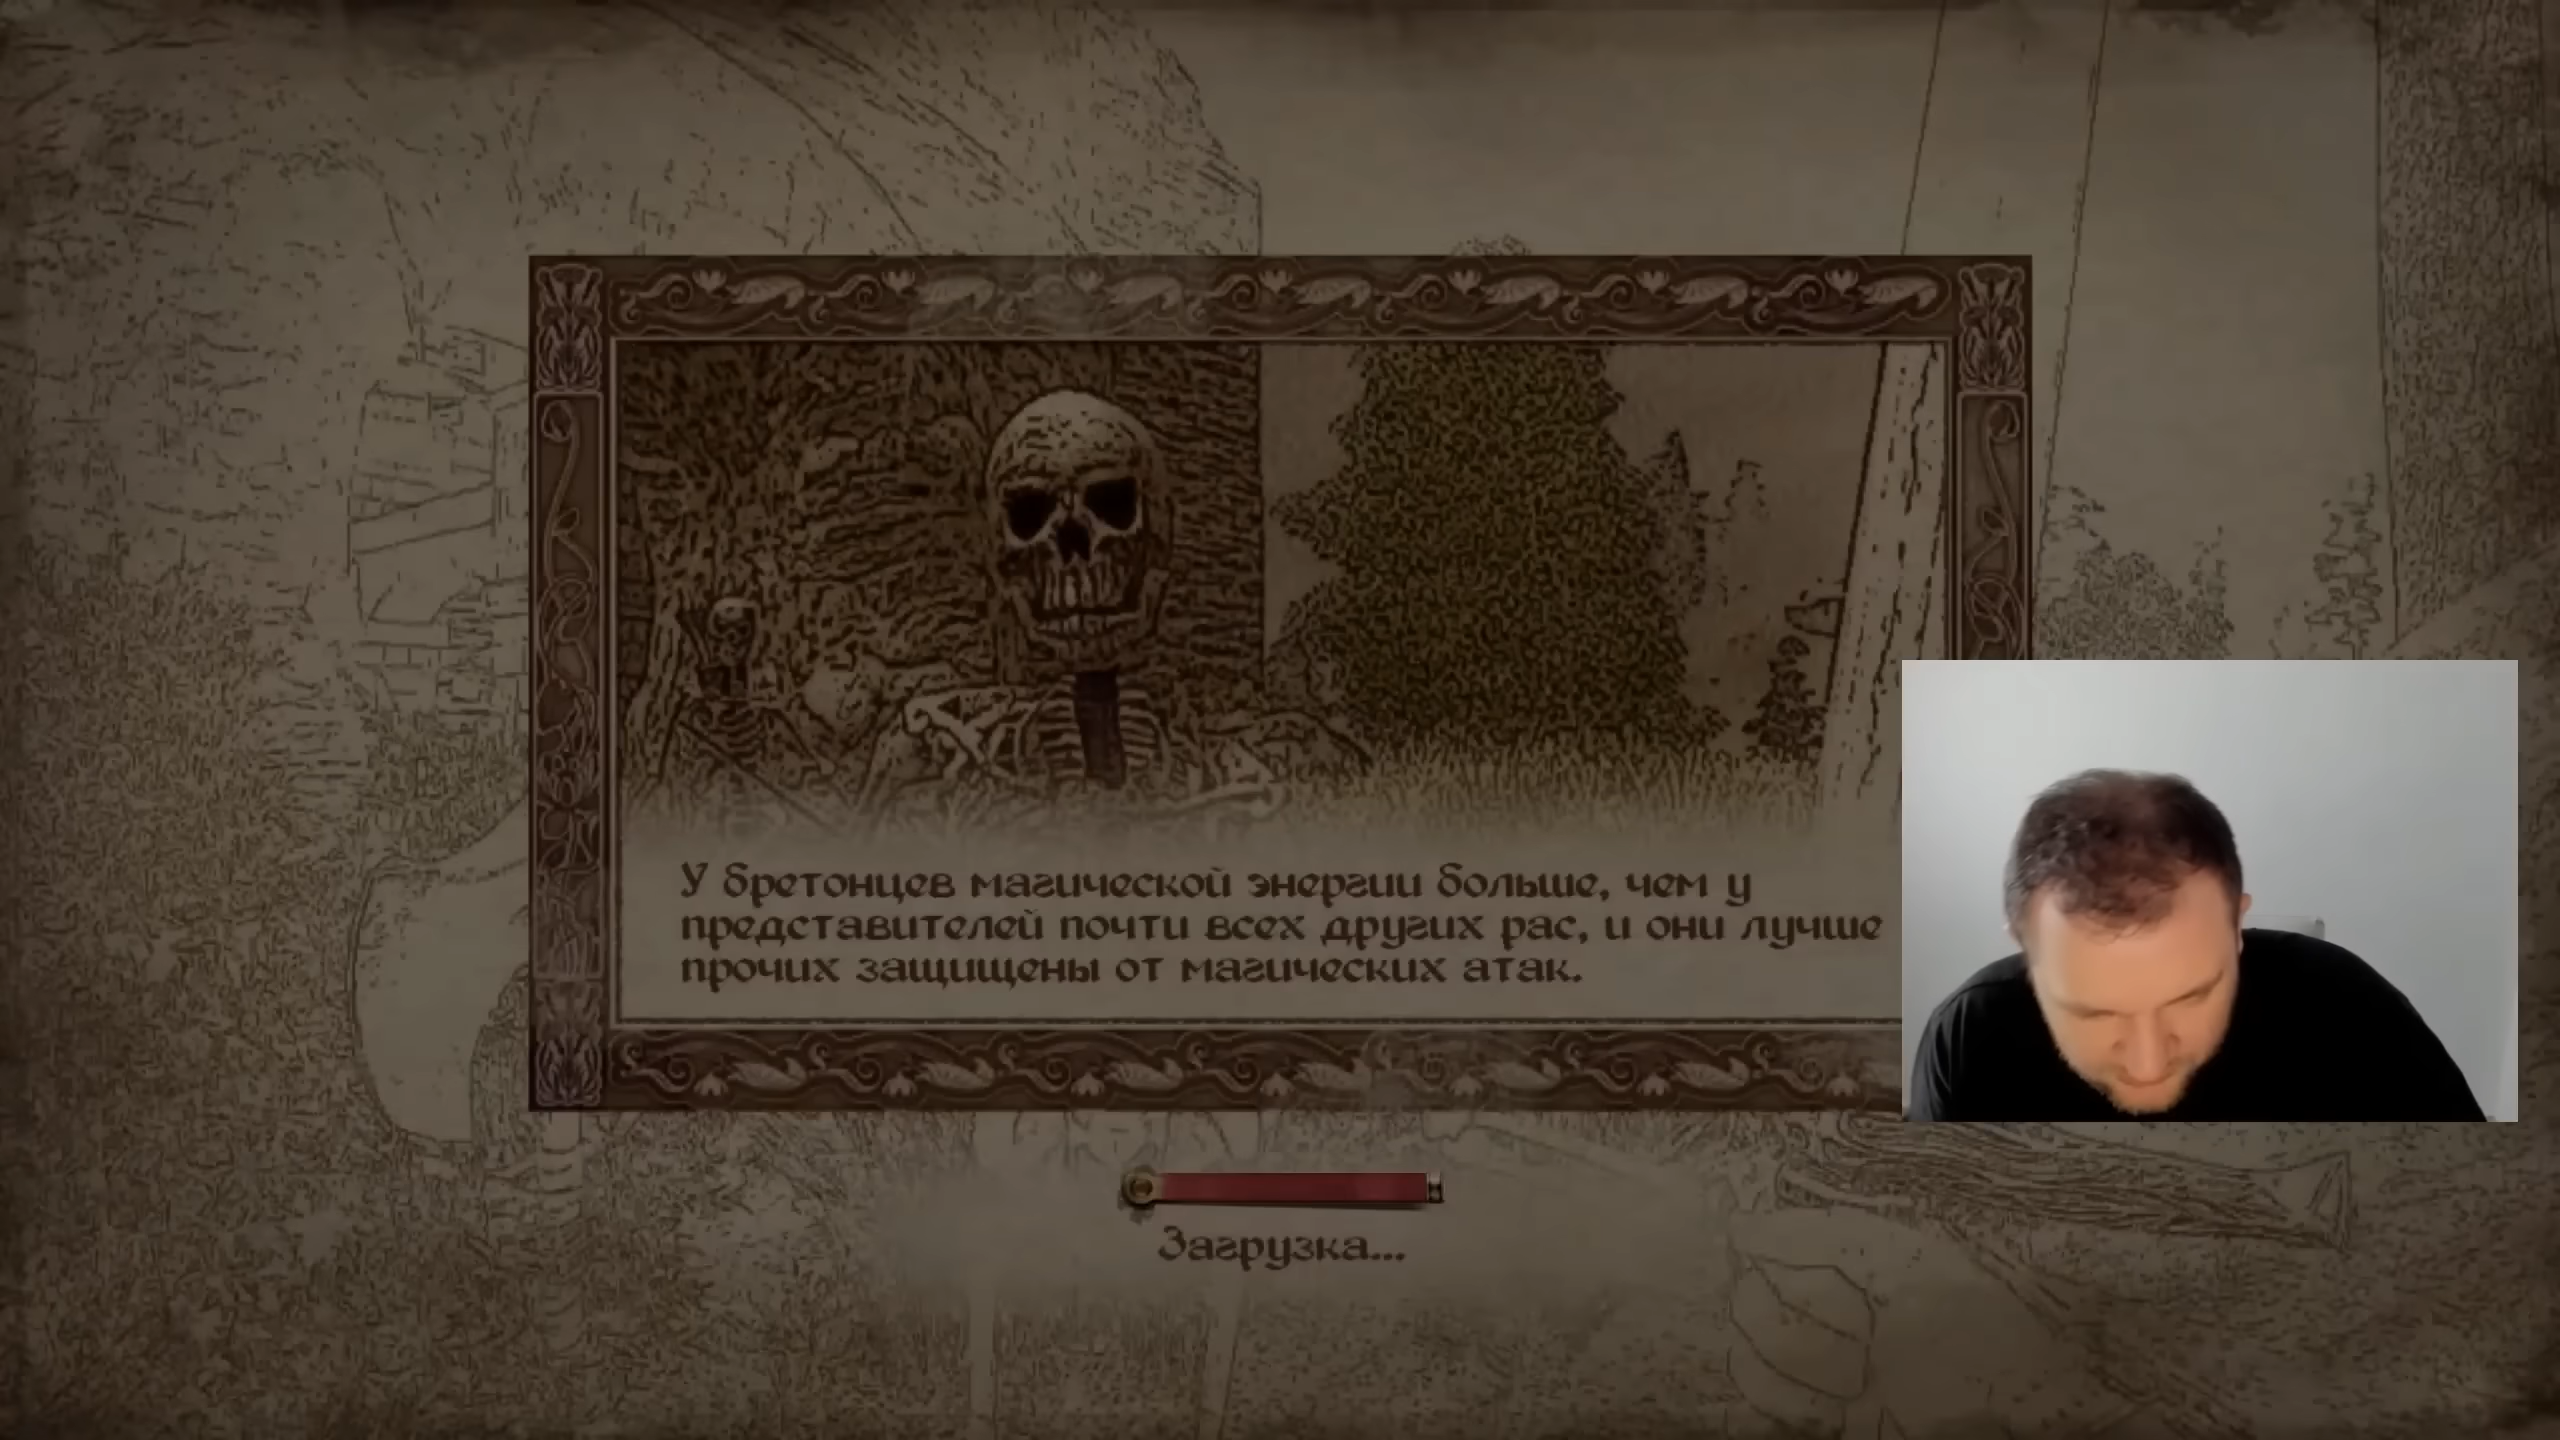 У бретонцев магической энергии больше, чем у
представителей почти всех других рас, и они лучше
прочих защищены от магических атак.
Загрузка...